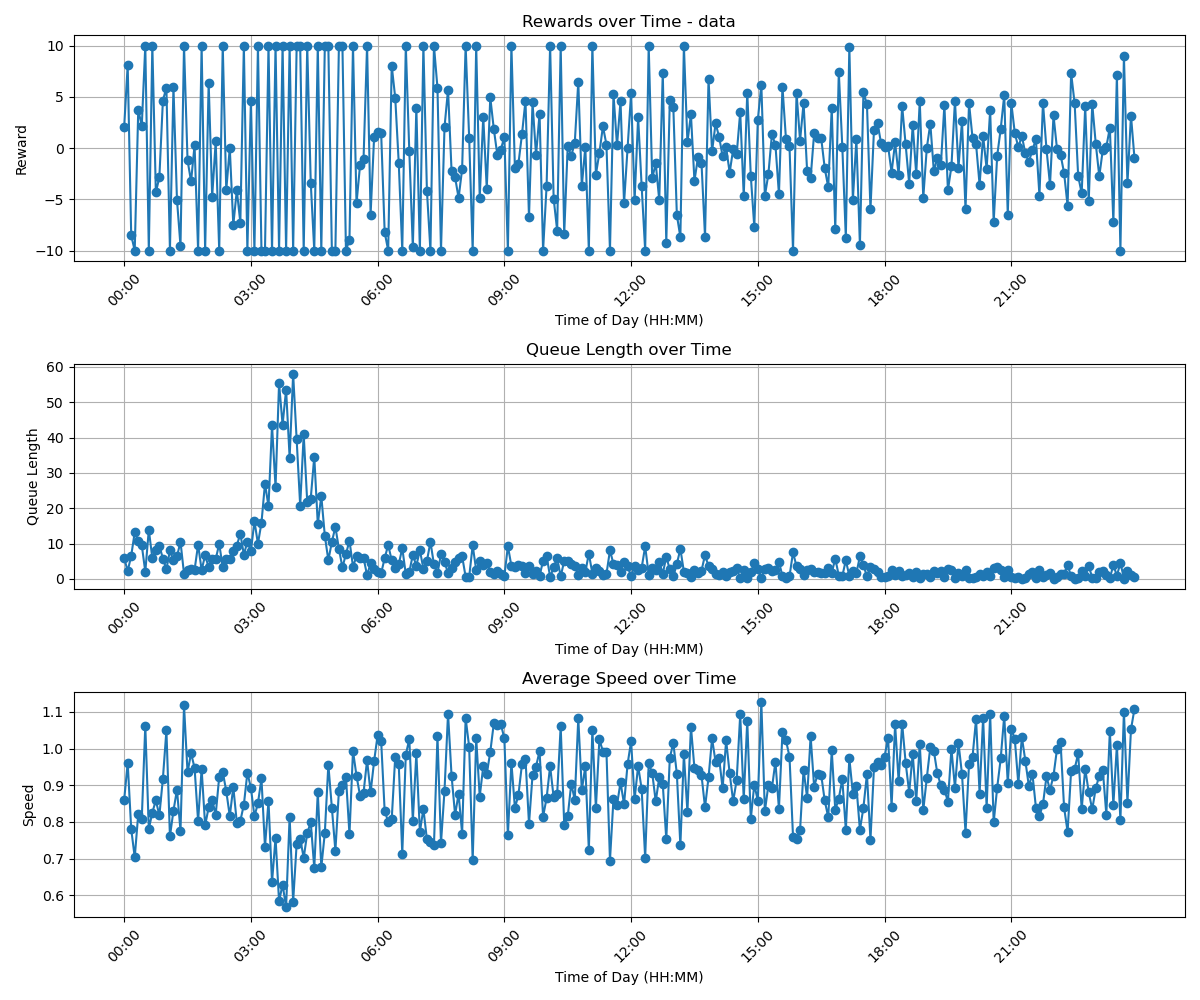 Rewards over Time - data
10
5
0
−5
−10
Reward
00:00 03:00 06:00 09:00 12:00 15:00 18:00 21:00
Time of Day (HH:MM)
Queue Length over Time
60
50
40
30
20
10
0
Queue Length
00:00 03:00 06:00 09:00 12:00 15:00 18:00 21:00
Time of Day (HH:MM)
Average Speed over Time
1.1
1.0
0.9
0.8
0.7
0.6
Speed
00:00 03:00 06:00 09:00 12:00 15:00 18:00 21:00
Time of Day (HH:MM)